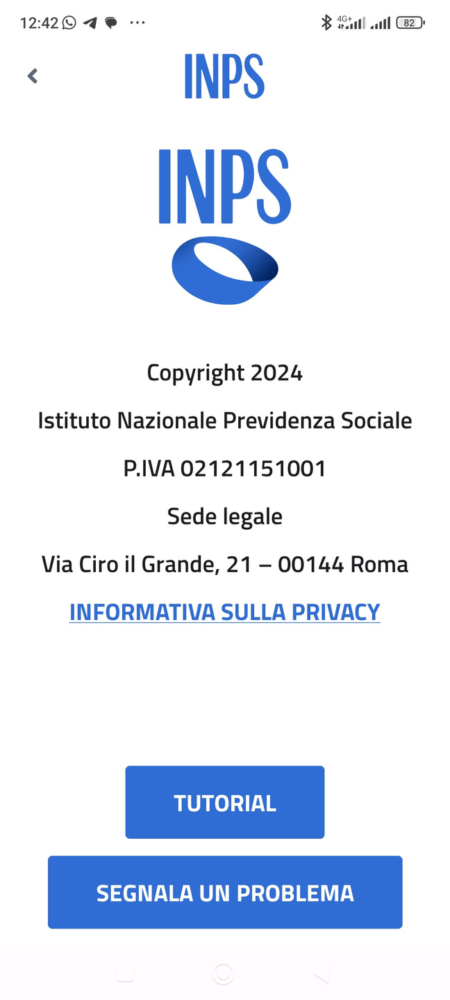 12:42 4G+ 82
INPS
INPS
Copyright 2024
Istituto Nazionale Previdenza Sociale
P.IVA 02121151001
Sede legale
Via Ciro il Grande, 21 – 00144 Roma
INFORMATIVA SULLA PRIVACY
TUTORIAL
SEGNALA UN PROBLEMA